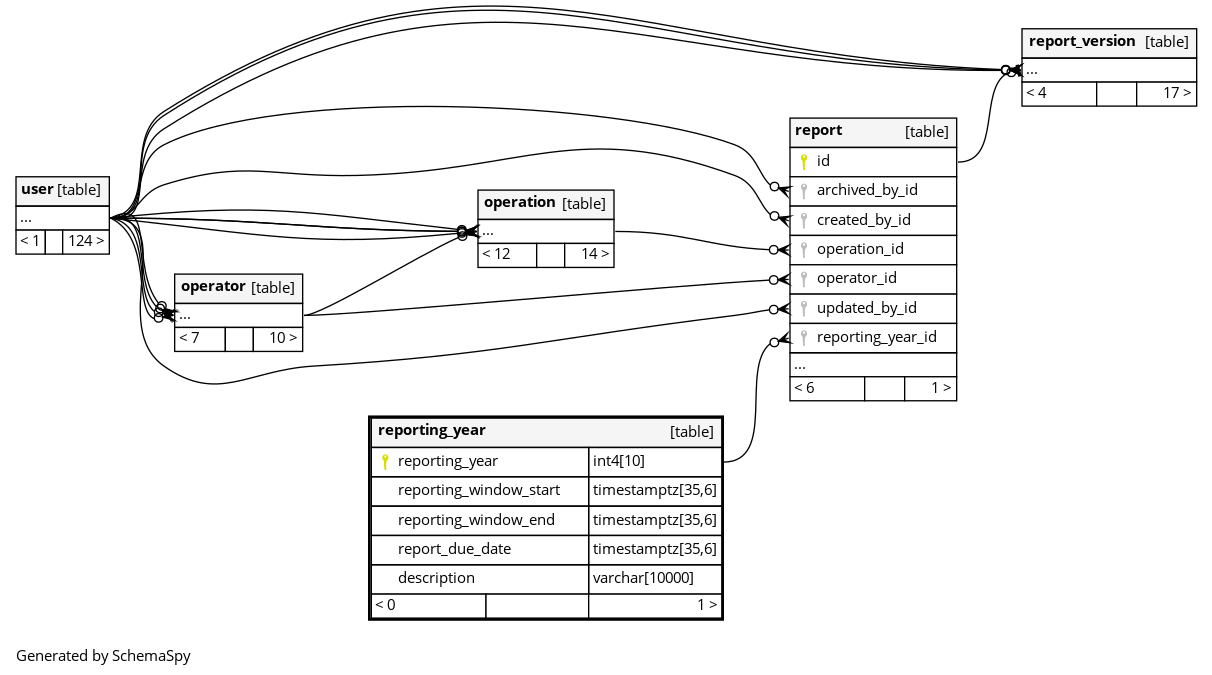 report_version [table]
...
< 4 17 >
report [table]
id
archived_by_id
created_by_id
operation_id
operator_id
updated_by_id
reporting_year_id
...
< 6 1 >
user [table]
...
< 1 124 >
operation [table]
...
< 12 14 >
operator [table]
...
< 7 10 >
reporting_year [table]
reporting_year int4[10]
reporting_window_start timestamptz[35,6]
reporting_window_end timestamptz[35,6]
report_due_date timestamptz[35,6]
description varchar[10000]
< 0 1 >
Generated by SchemaSpy